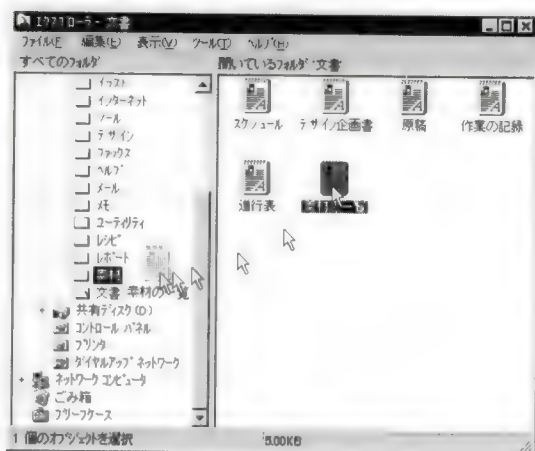 エクスプローラー - 文書
ファイル(F) 編集(E) 表示(V) ツール(T) ヘルプ(H)
すべてのフォルダ 開いているフォルダ:文書
イラスト
インターネット
ツール
デザイン
ファックス
ヘルプ
メール
メモ
ユーティリティ
レシピ
レポート
素材
文書
素材の一覧
共有ディスク (D:)
コントロール パネル
プリンタ
ダイヤルアップ ネットワーク
ネットワーク コンピュータ
ごみ箱
ブリーフケース
スケジュール デザイン企画書 原稿 作業の記録
進行表
1 個のオブジェクトを選択 5.00KB